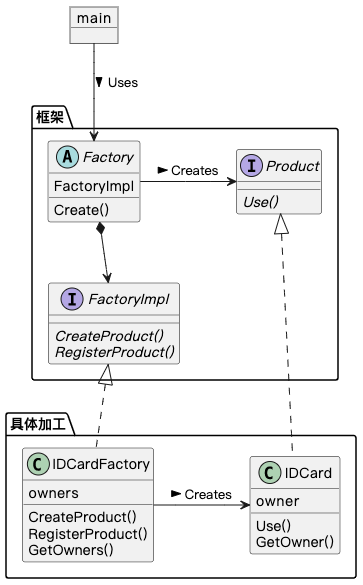 main
Uses
框架
A Factory
FactoryImpl
Create()
Creates
I Product
Use()
I FactoryImpl
CreateProduct()
RegisterProduct()
具体加工
C IDCardFactory
owners
CreateProduct()
RegisterProduct()
GetOwners()
Creates
C IDCard
owner
Use()
GetOwner()